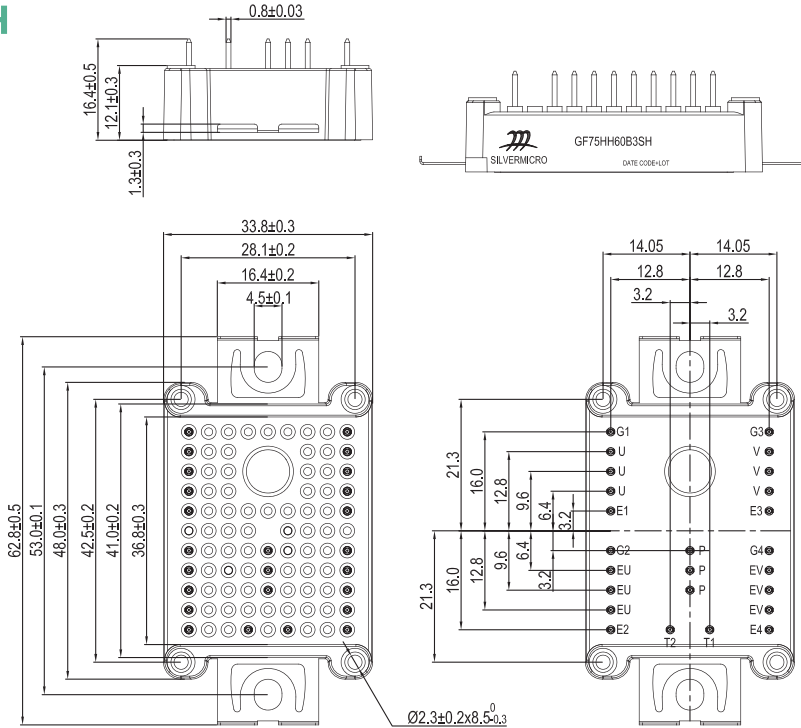 0.8±0.03
16.4±0.5
12.1±0.3
1.3±0.3
SILVERMICRO
GF75HH60B3SH
DATE CODE+LOT
33.8±0.3
28.1±0.2
16.4±0.2
4.5±0.1
62.8±0.5
53.0±0.1
48.0±0.3
42.5±0.2
41.0±0.2
36.8±0.3
Ø2.3±0.2x8.5 0 -0.3
14.05 14.05
12.8 12.8
3.2
3.2
21.3
16.0
12.8
9.6
6.4
3.2
21.3
16.0
12.8
9.6
6.4
3.2
G1 G3
U V
U V
U V
E1 E3
G2 P G4
EU P EV
EU P EV
EU EV
E2 T2 T1 E4